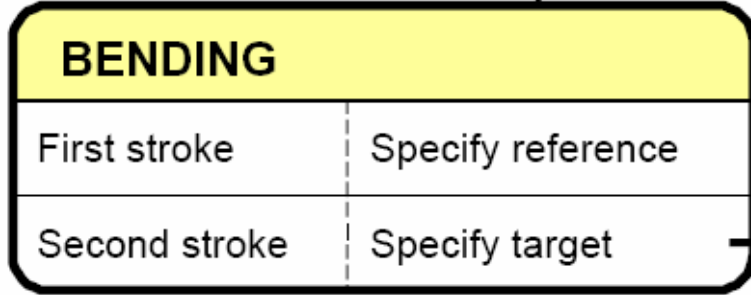 BENDING
First stroke Specify reference
Second stroke Specify target